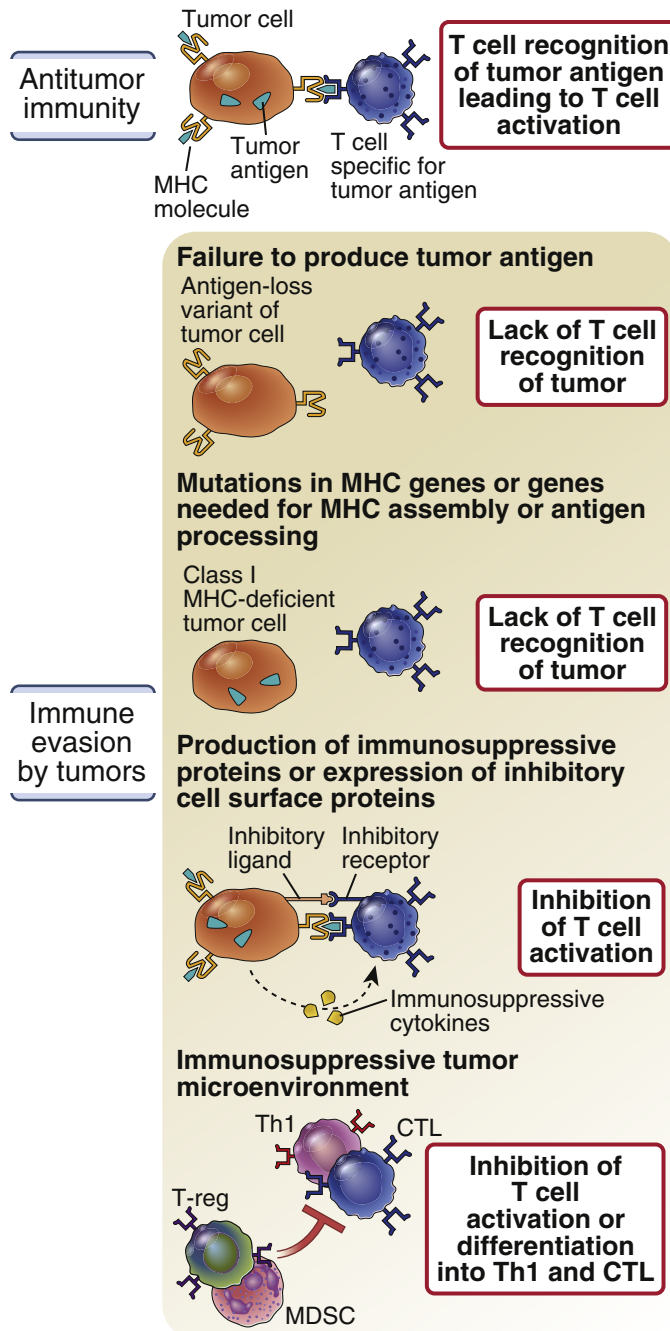 Antitumor
immunity
Tumor cell
Tumor
antigen
MHC
molecule
T cell
specific for
tumor antigen
T cell recognition
of tumor antigen
leading to T cell
activation
Immune
evasion
by tumors
Failure to produce tumor antigen
Antigen-loss
variant of
tumor cell
Lack of T cell
recognition
of tumor
Mutations in MHC genes or genes
needed for MHC assembly or antigen
processing
Class I
MHC-deficient
tumor cell
Lack of T cell
recognition
of tumor
Production of immunosuppressive
proteins or expression of inhibitory
cell surface proteins
Inhibitory
ligand
Inhibitory
receptor
Immunosuppressive
cytokines
Inhibition
of T cell
activation
Immunosuppressive tumor
microenvironment
Th1
CTL
T-reg
MDSC
Inhibition of
T cell
activation or
differentiation
into Th1 and CTL